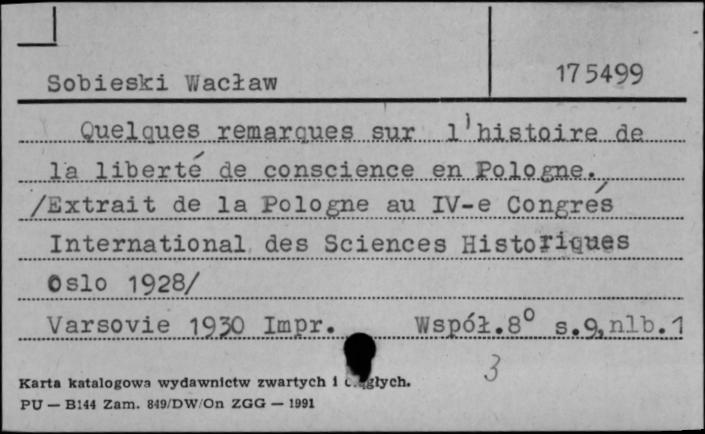 Sobieski Wacław 175499
Quelques remarques sur l'histoire de
la liberté de conscience en Pologne.
/Extrait de la Pologne au IV-e Congrés
International des Sciences Historiques
Oslo 1928/
Varsovie 1930 Impr. Współ.8° s.9,nlb.1
3
Karta katalogowa wydawnictw zwartych i ciągłych.
PU — B144 Zam. 849/DW/On ZGG — 1991